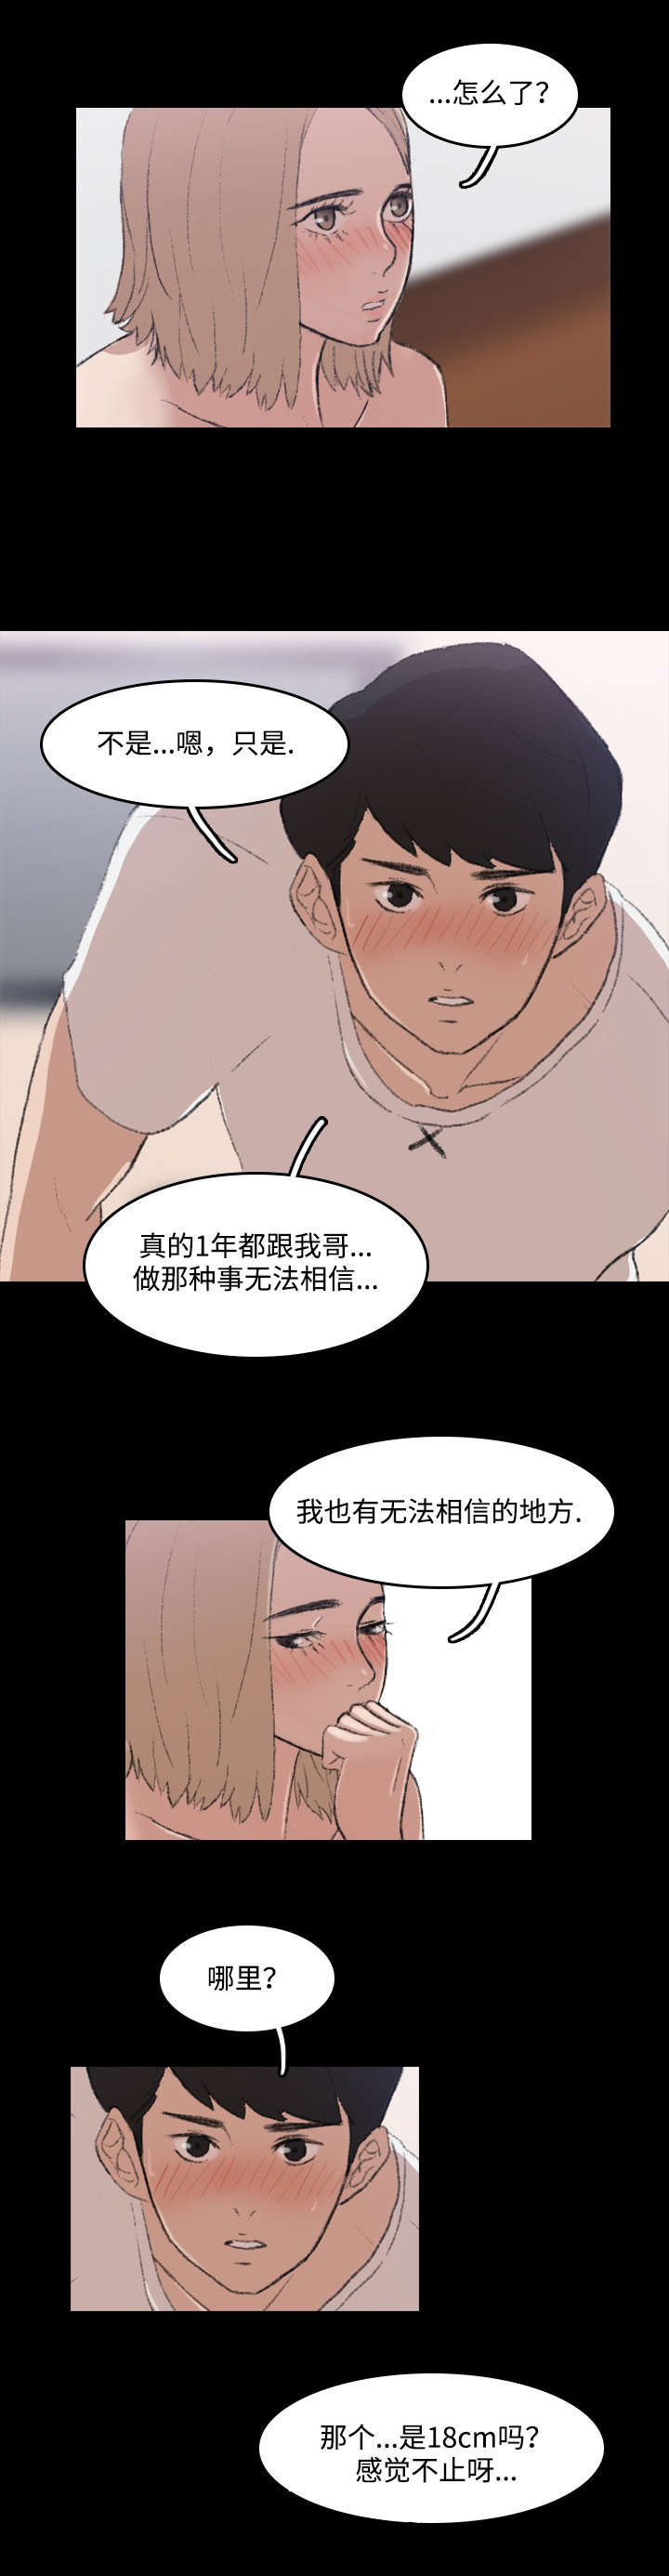 ...怎么了?
不是...嗯，只是.
真的1年都跟我哥...
做那种事无法相信...
我也有无法相信的地方.
哪里?
那个...是18cm吗?
感觉不止呀...